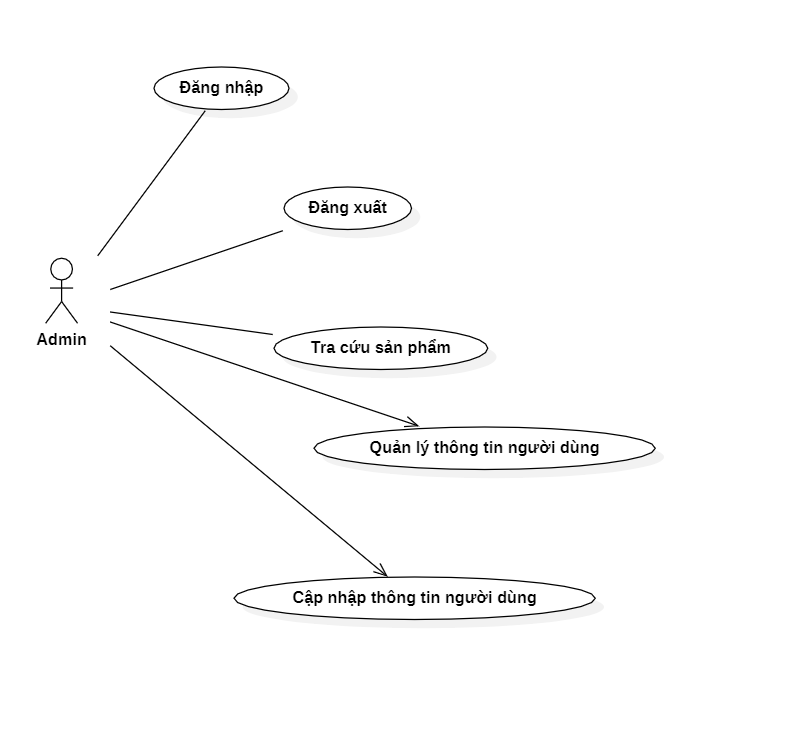 Đăng nhập
Đăng xuất
Admin
Tra cứu sản phẩm
Quản lý thông tin người dùng
Cập nhập thông tin người dùng